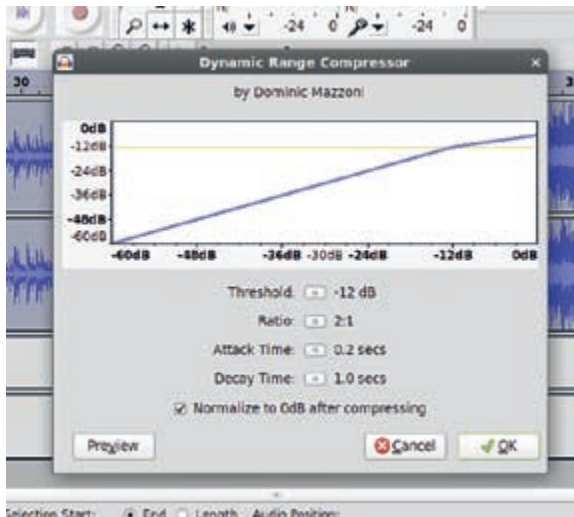 -24 0 -24 0
30
Dynamic Range Compressor
by Dominic Mazzoni
0dB
-12dB
-24dB
-36dB
-48dB
-60dB
-60dB -48dB -36dB -30dB -24dB -12dB 0dB
Threshold: -12 dB
Ratio: 2:1
Attack Time: 0.2 secs
Decay Time: 1.0 secs
Normalize to 0dB after compressing
Preview Cancel OK
Selection Start: End Length Audio Position: